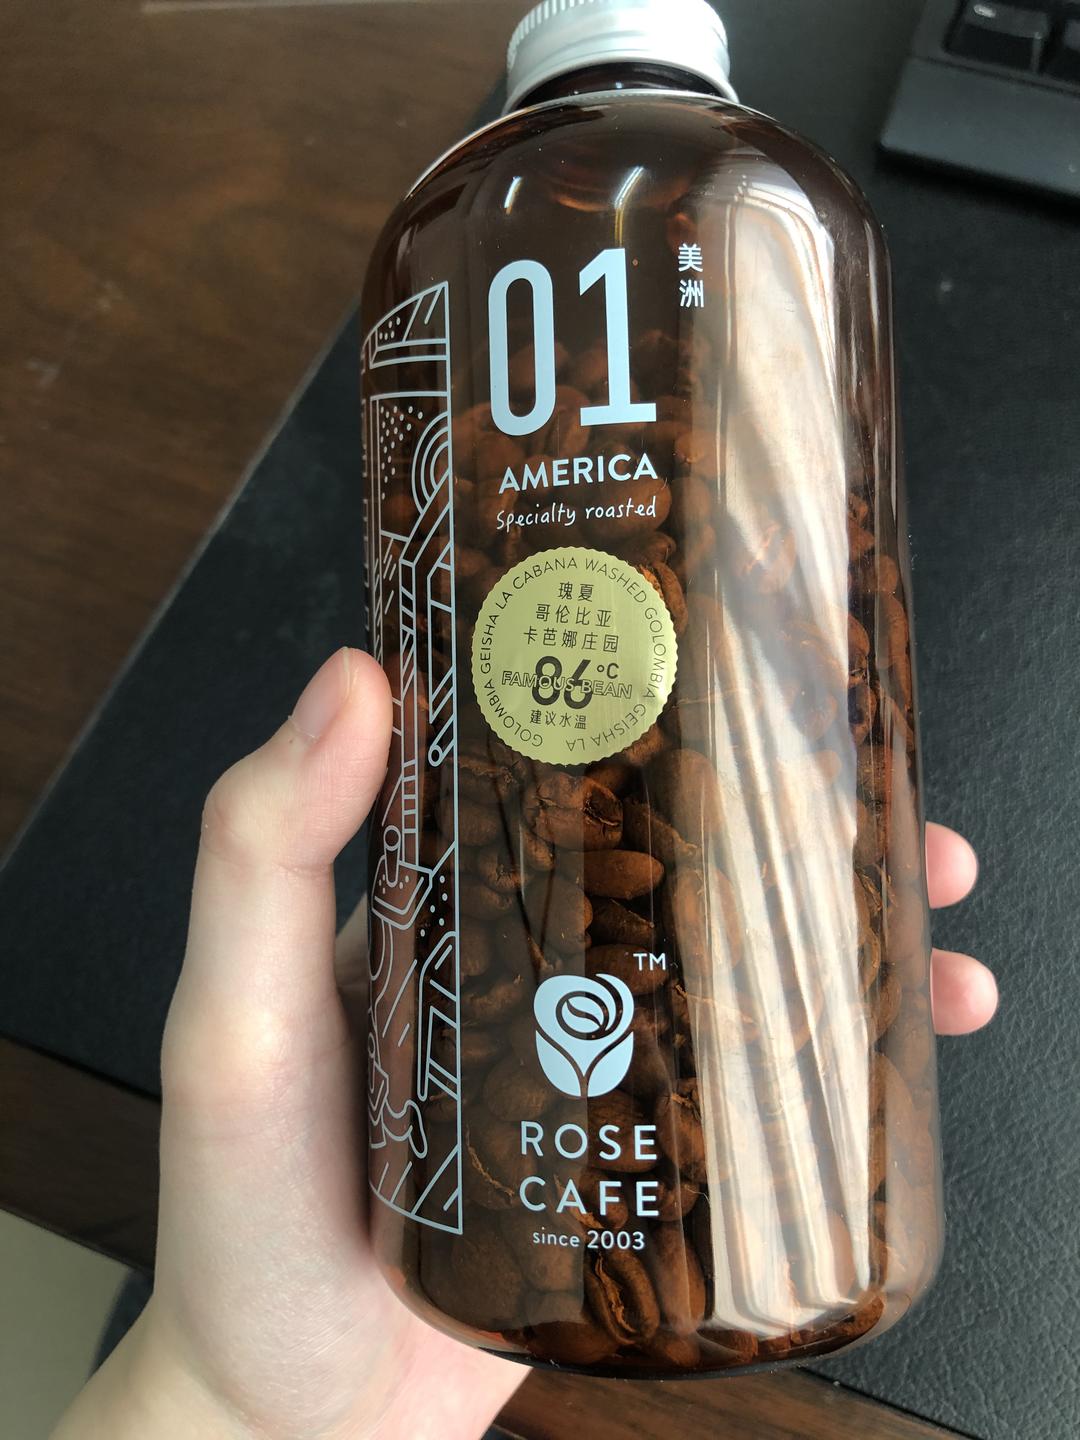 01
美洲
AMERICA
Specialty roasted
GOLOMBIA GEISHA LA CABANA WASHED GOLOMBIA GEISHA LA
瑰夏
哥伦比亚
卡芭娜庄园
86°C
FAMOUS BEAN
建议水温
TM
ROSE
CAFE
since 2003